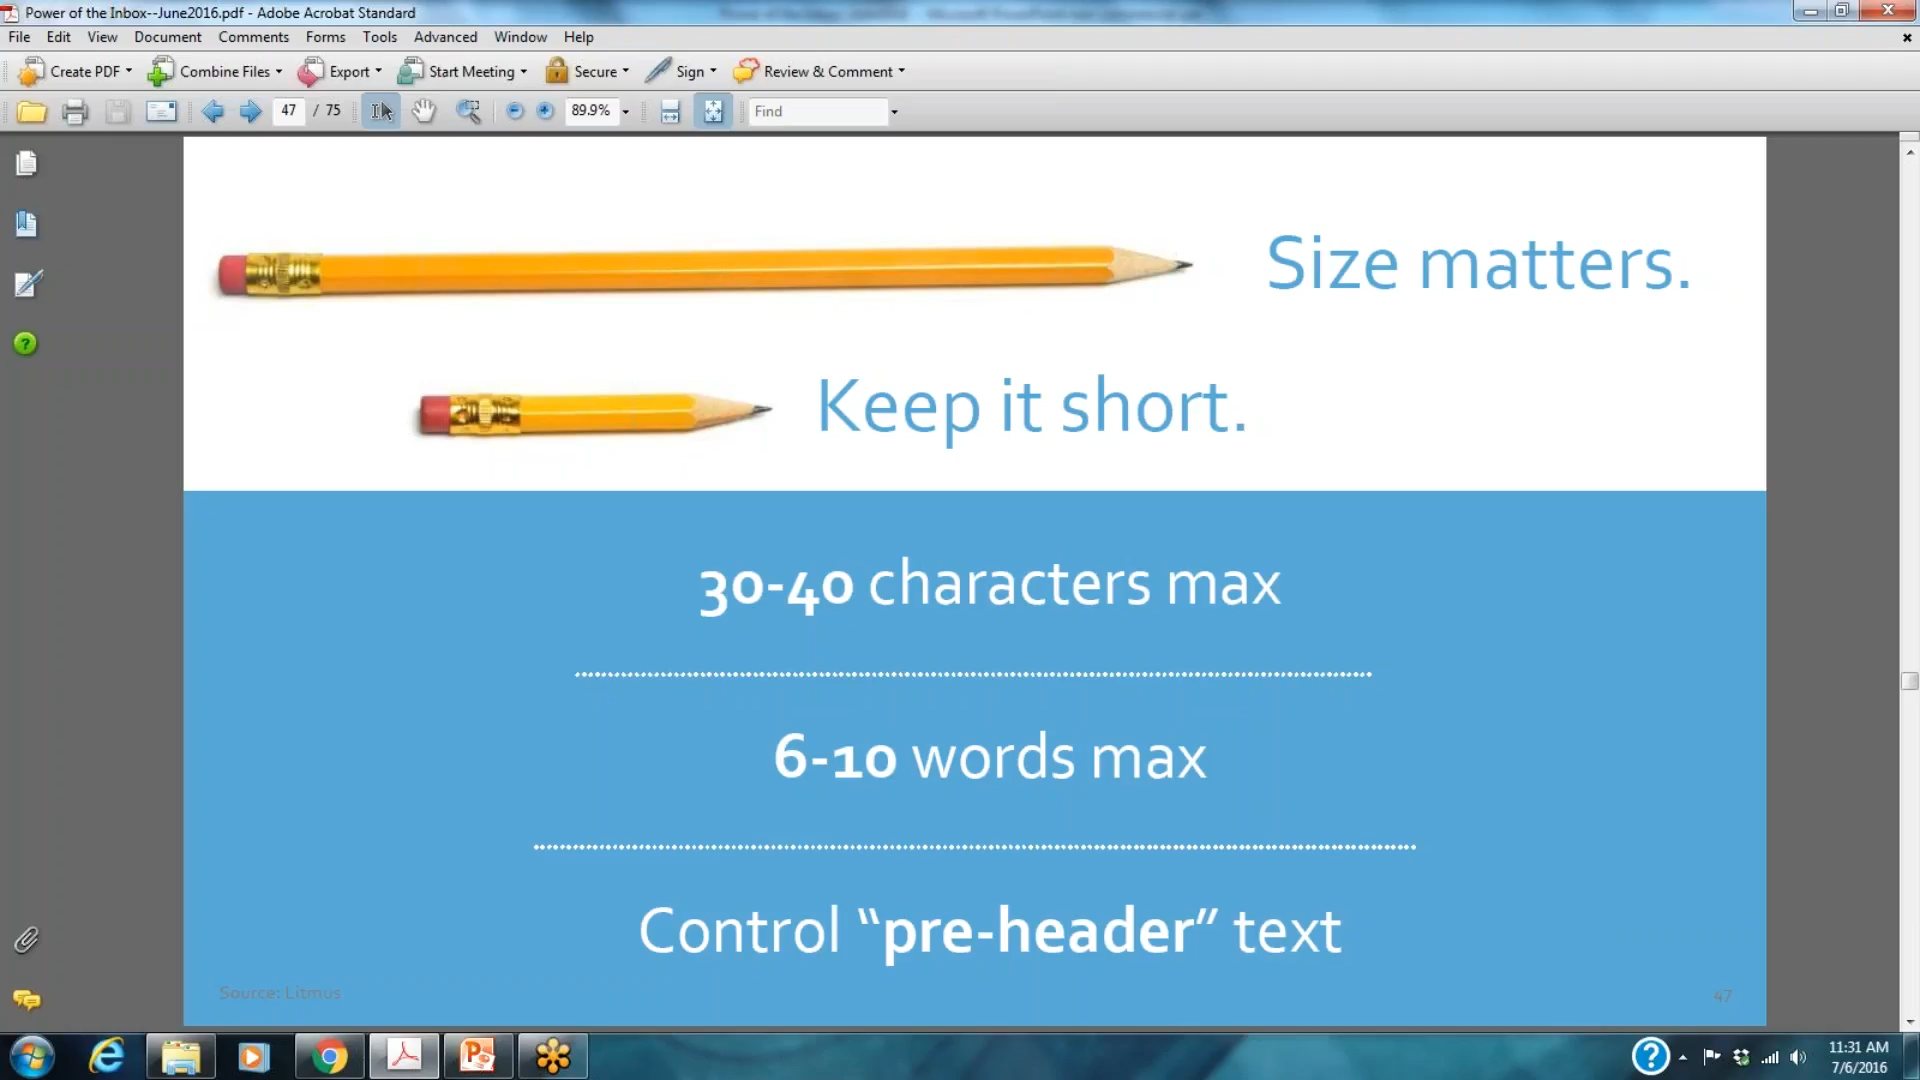 Power of the Inbox--June2016.pdf - Adobe Acrobat Standard
File Edit View Document Comments Forms Tools Advanced Window Help
Create PDF Combine Files Export Start Meeting Secure Sign Review & Comment
47 / 75 89.9% Find
Size matters.
Keep it short.
30-40 characters max
6-10 words max
Control “pre-header” text
Source: Litmus
47
11:31 AM
7/6/2016